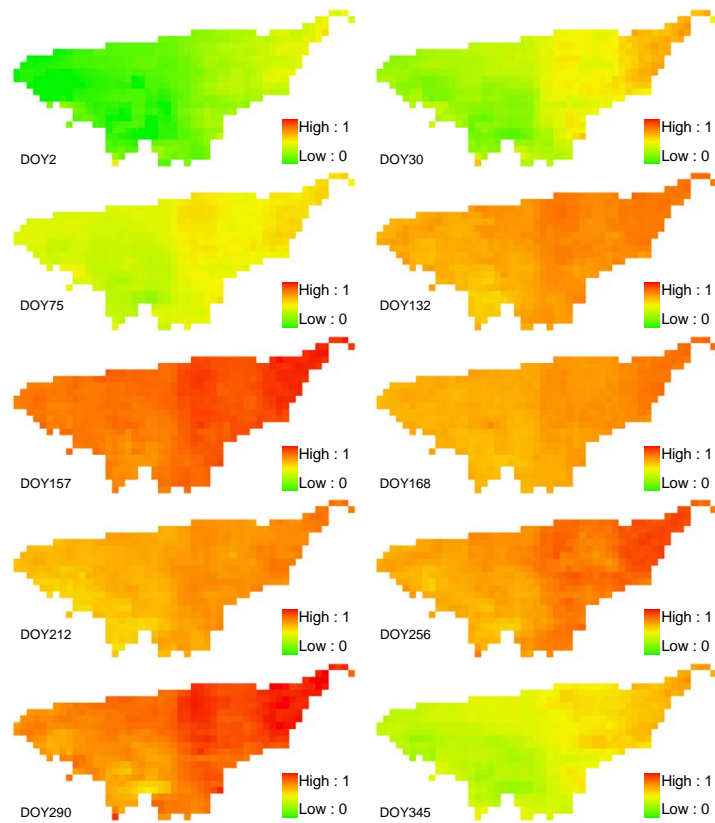 High : 1
Low : 0
DOY2
High : 1
Low : 0
DOY30
High : 1
Low : 0
DOY75
High : 1
Low : 0
DOY132
High : 1
Low : 0
DOY157
High : 1
Low : 0
DOY168
High : 1
Low : 0
DOY212
High : 1
Low : 0
DOY256
High : 1
Low : 0
DOY290
High : 1
Low : 0
DOY345